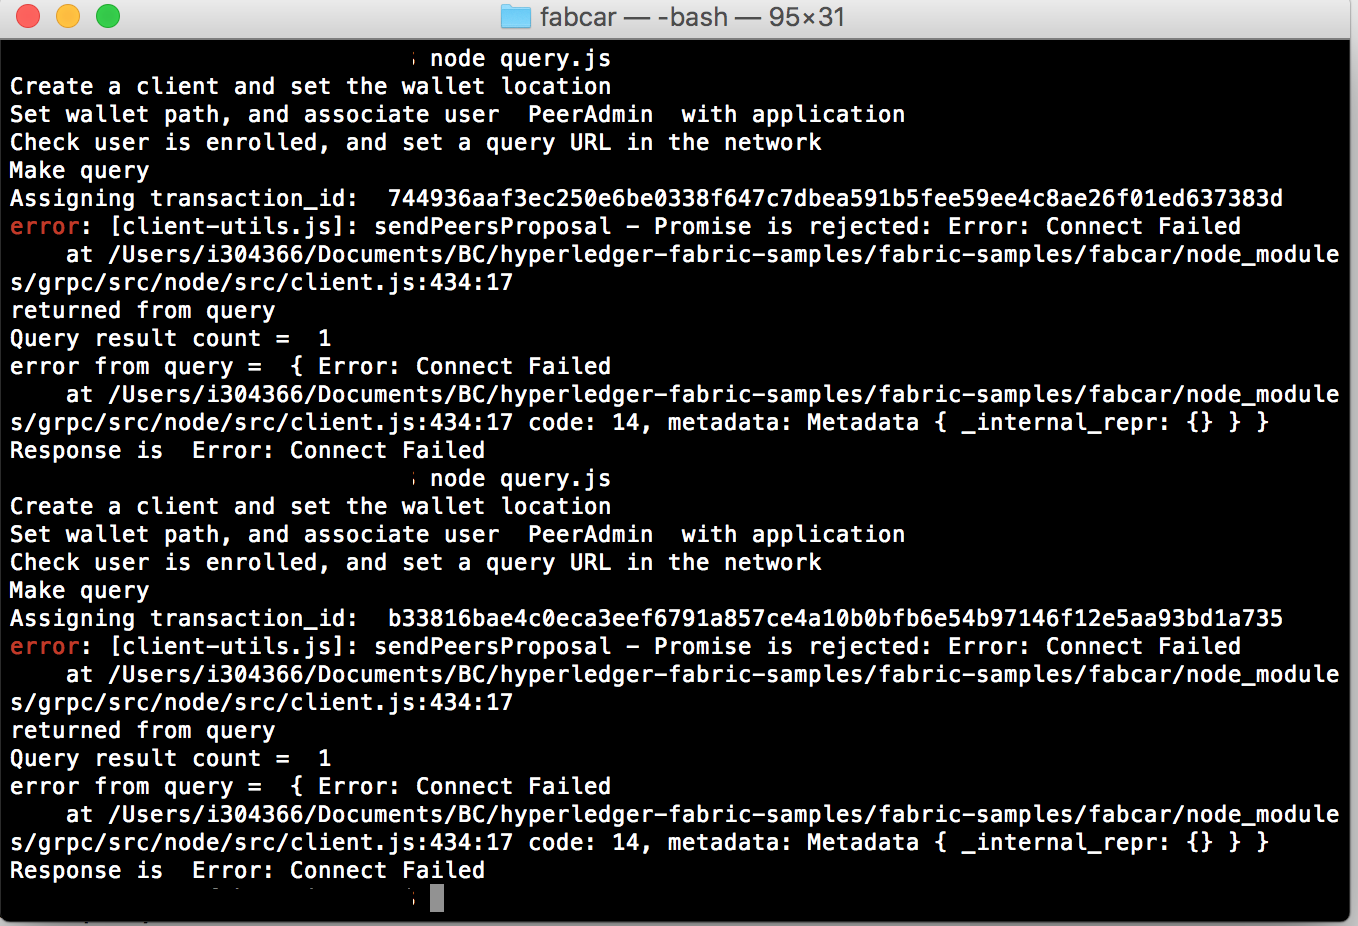 fabcar — -bash — 95×31
node query.js
Create a client and set the wallet location
Set wallet path, and associate user  PeerAdmin  with application
Check user is enrolled, and set a query URL in the network
Make query
Assigning transaction_id:  744936aaf3ec250e6be0338f647c7dbea591b5fee59ee4c8ae26f01ed637383d
error: [client-utils.js]: sendPeersProposal - Promise is rejected: Error: Connect Failed
    at /Users/i304366/Documents/BC/hyperledger-fabric-samples/fabric-samples/fabcar/node_module
s/grpc/src/node/src/client.js:434:17
returned from query
Query result count =  1
error from query =  { Error: Connect Failed
    at /Users/i304366/Documents/BC/hyperledger-fabric-samples/fabric-samples/fabcar/node_module
s/grpc/src/node/src/client.js:434:17 code: 14, metadata: Metadata { _internal_repr: {} } }
Response is  Error: Connect Failed
node query.js
Create a client and set the wallet location
Set wallet path, and associate user  PeerAdmin  with application
Check user is enrolled, and set a query URL in the network
Make query
Assigning transaction_id:  b33816bae4c0eca3eef6791a857ce4a10b0bfb6e54b97146f12e5aa93bd1a735
error: [client-utils.js]: sendPeersProposal - Promise is rejected: Error: Connect Failed
    at /Users/i304366/Documents/BC/hyperledger-fabric-samples/fabric-samples/fabcar/node_module
s/grpc/src/node/src/client.js:434:17
returned from query
Query result count =  1
error from query =  { Error: Connect Failed
    at /Users/i304366/Documents/BC/hyperledger-fabric-samples/fabric-samples/fabcar/node_module
s/grpc/src/node/src/client.js:434:17 code: 14, metadata: Metadata { _internal_repr: {} } }
Response is  Error: Connect Failed